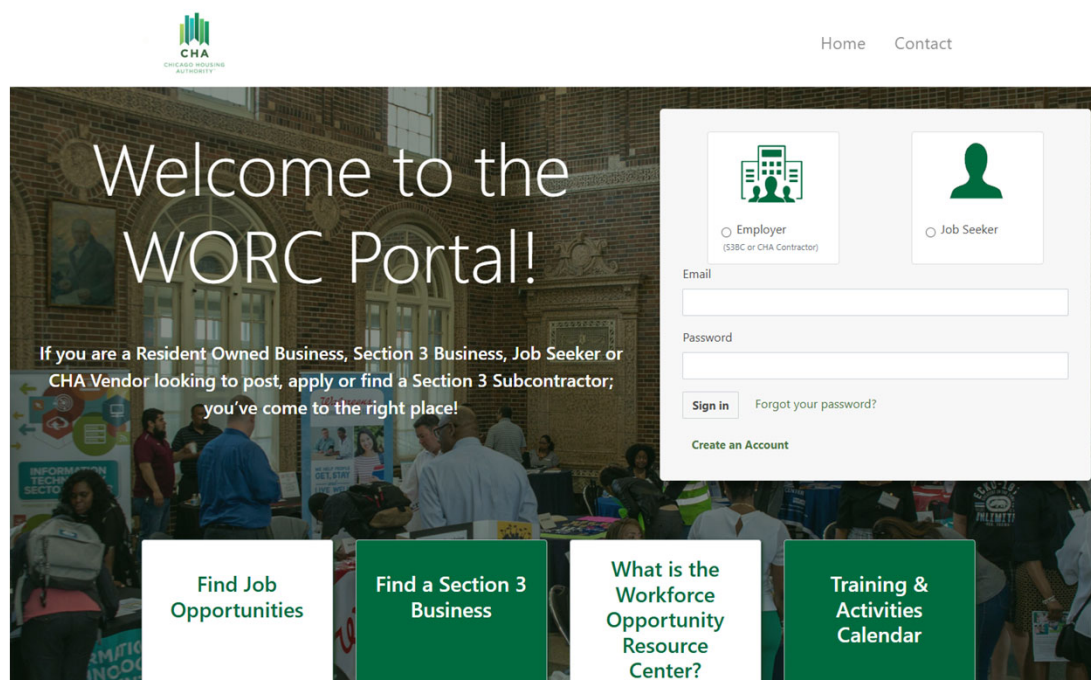 CHA
CHICAGO HOUSING
AUTHORITY
Home
Contact
Welcome to the
WORC Portal!
If you are a Resident Owned Business, Section 3 Business, Job Seeker or
CHA Vendor looking to post, apply or find a Section 3 Subcontractor;
you've come to the right place!
Employer
(S3BC or CHA Contractor)
Job Seeker
Email
Password
Sign in
Forgot your password?
Create an Account
INFORMATION
Find Job
Opportunities
Find a Section 3
Business
What is the
Workforce
Opportunity
Resource
Center?
Training &
Activities
Calendar